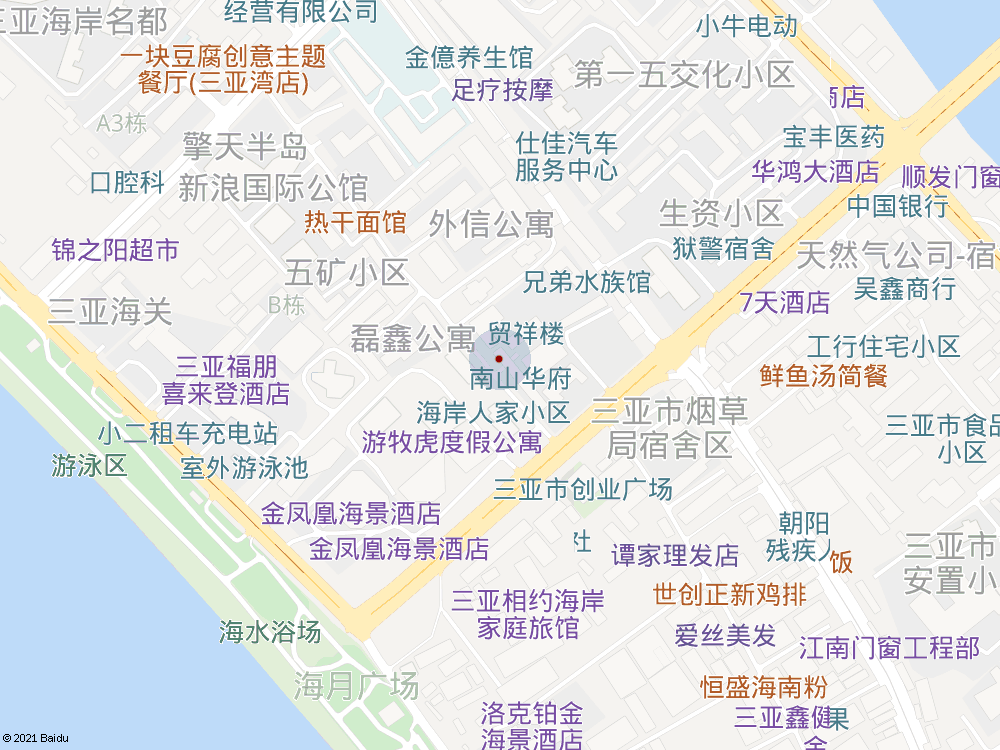 三亚海岸名都
经营有限公司
小牛电动
一块豆腐创意主题
餐厅(三亚湾店)
金億养生馆
足疗按摩
第一五交化小区
商店
A3栋
擎天半岛
仕佳汽车
服务中心
宝丰医药
华鸿大酒店
顺发门窗
口腔科
新浪国际公馆
中国银行
热干面馆
外信公寓
生资小区
狱警宿舍
锦之阳超市
五矿小区
兄弟水族馆
天然气公司-宿
吴鑫商行
B栋
7天酒店
三亚海关
磊鑫公寓
贸祥楼
工行住宅小区
三亚福朋
喜来登酒店
南山华府
鲜鱼汤简餐
海岸人家小区
三亚市烟草
局宿舍区
三亚市食品
小区
小二租车充电站
游牧虎度假公寓
游泳区
室外游泳池
三亚市创业广场
金凤凰海景酒店
金凤凰海景酒店
社
谭家理发店
朝阳
残疾人
饭
三亚市
安置小
三亚相约海岸
家庭旅馆
世创正新鸡排
海水浴场
爱丝美发
江南门窗工程部
海月广场
恒盛海南粉
洛克铂金
海景酒店
三亚鑫健
果
全
© 2021 Baidu